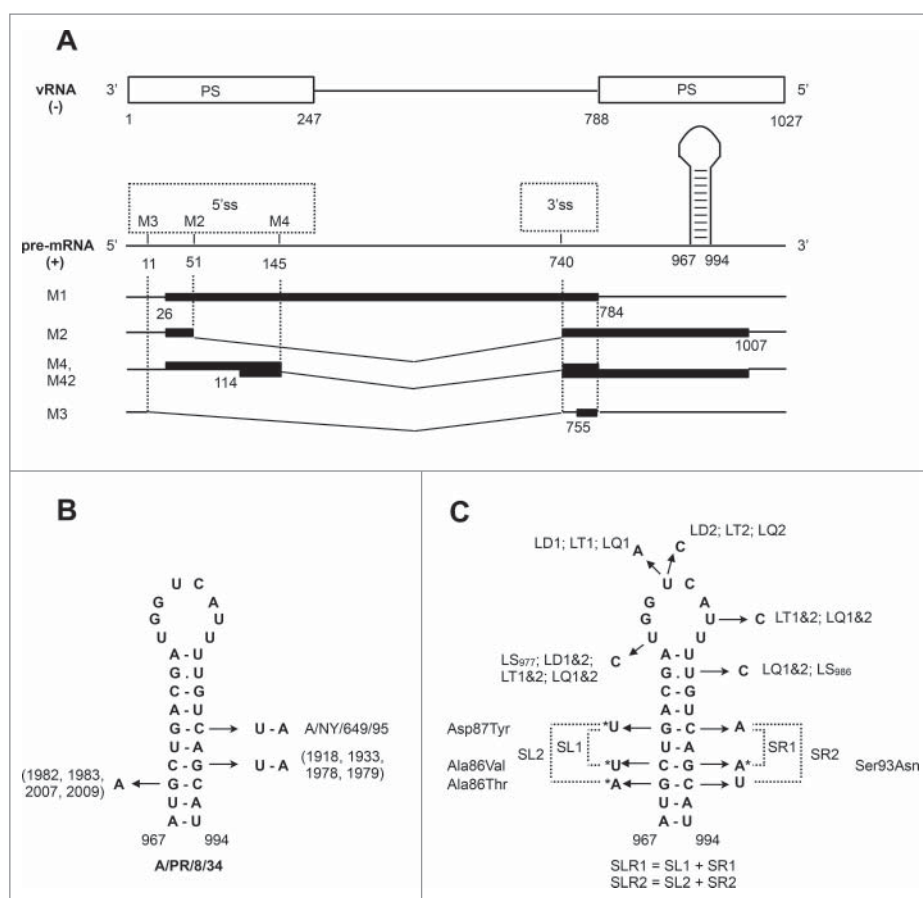 A
vRNA
(-)
3'
PS
PS
5'
1
247
788
1027
5'ss
3'ss
M3
M2
M4
pre-mRNA
(+)
5'
3'
11
51
145
740
967
994
M1
26
784
M2
1007
M4,
M42
114
M3
755
B
U C
G A
G U
U U
A - U
G . U
C - G
A - U
G - C
U - A
C - G
G - C
U - A
A - U
U - A
A/NY/649/95
U - A
(1918, 1933,
1978, 1979)
(1982, 1983,
2007, 2009)
A
967
994
A/PR/8/34
C
LD1; LT1; LQ1
A
C
LD2; LT2; LQ2
U C
G A
G U
U U
C
LT1&2; LQ1&2
LS977; LD1&2;
LT1&2; LQ1&2
C
C
LQ1&2; LS986
A - U
G . U
C - G
A - U
G - C
U - A
C - G
G - C
U - A
A - U
Asp87Tyr
*U
A
SL2
SL1
SR1
SR2
Ala86Val
*U
A*
Ser93Asn
Ala86Thr
*A
U
967
994
SLR1 = SL1 + SR1
SLR2 = SL2 + SR2